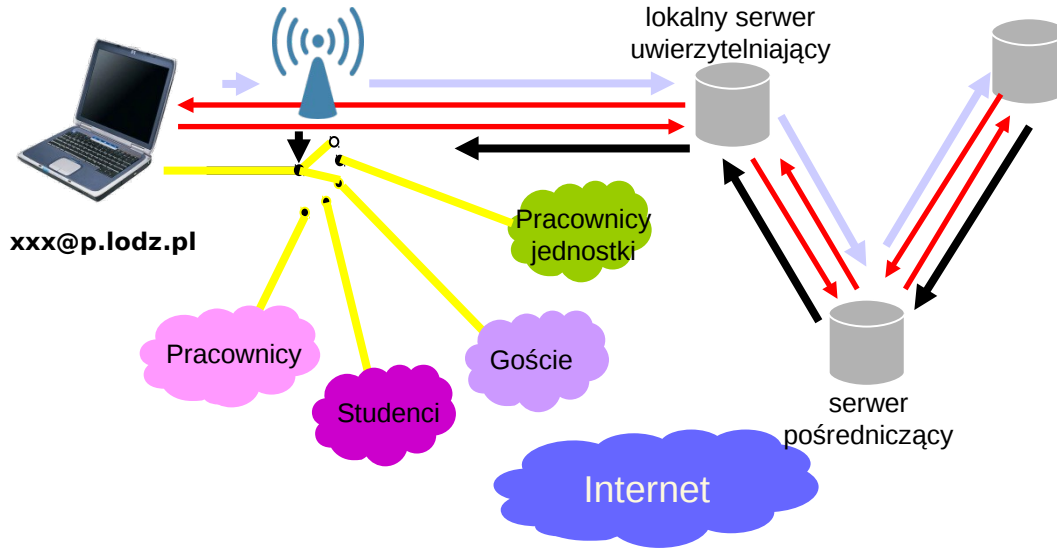 lokalny serwer
uwierzytelniający
xxx@p.lodz.pl
Pracownicy
jednostki
Pracownicy
Goście
Studenci
serwer
pośredniczący
Internet